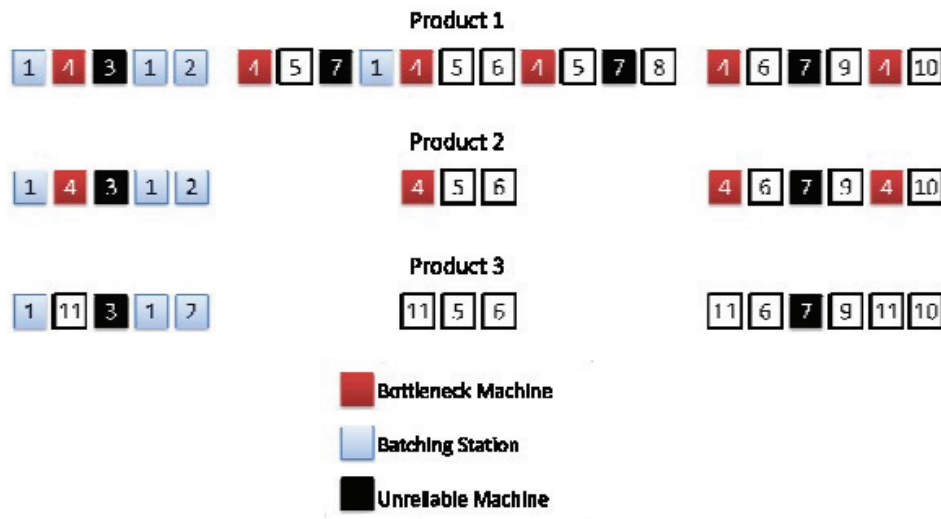 Product 1
1 4 3 1 2 4 5 7 1 4 5 6 4 5 7 8 4 6 7 9 4 10
Product 2
1 4 3 1 2 4 5 6 4 6 7 9 4 10
Product 3
1 11 3 1 2 11 5 6 11 6 7 9 11 10
Bottleneck Machine
Batching Station
Unreliable Machine